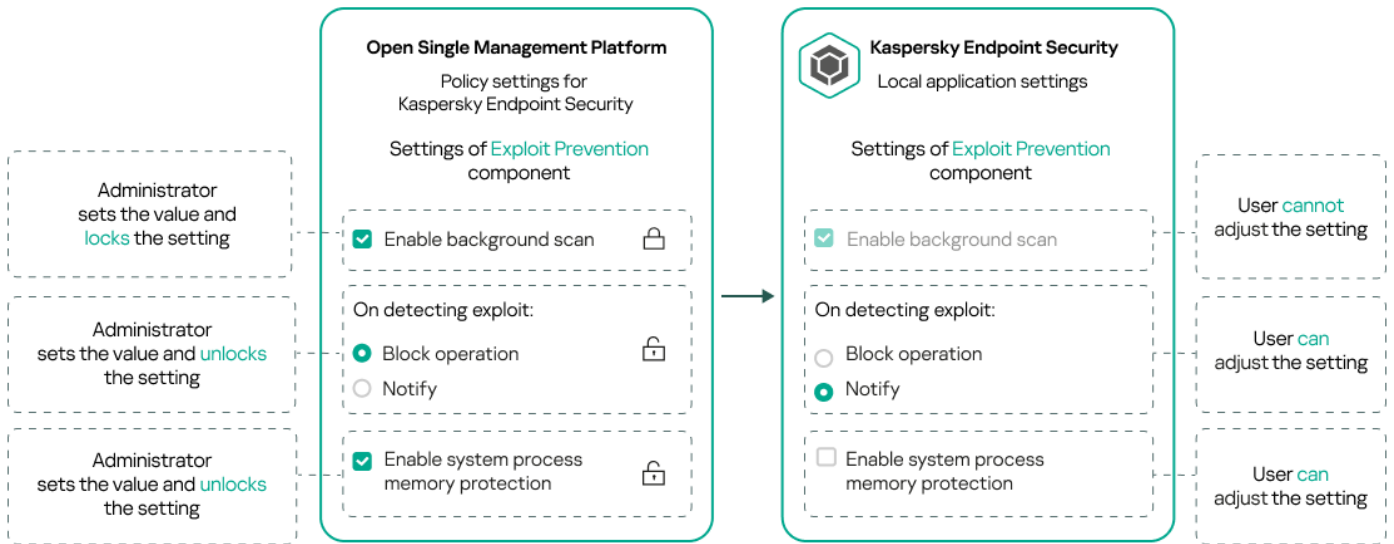 Administrator
sets the value and
locks the setting
Administrator
sets the value and unlocks
the setting
Administrator
sets the value and unlocks
the setting
Open Single Management Platform
Policy settings for
Kaspersky Endpoint Security
Settings of Exploit Prevention
component
Enable background scan
On detecting exploit:
Block operation
Notify
Enable system process
memory protection
Kaspersky Endpoint Security
Local application settings
Settings of Exploit Prevention
component
Enable background scan
On detecting exploit:
Block operation
Notify
Enable system process
memory protection
User cannot
adjust the setting
User can
adjust the setting
User can
adjust the setting